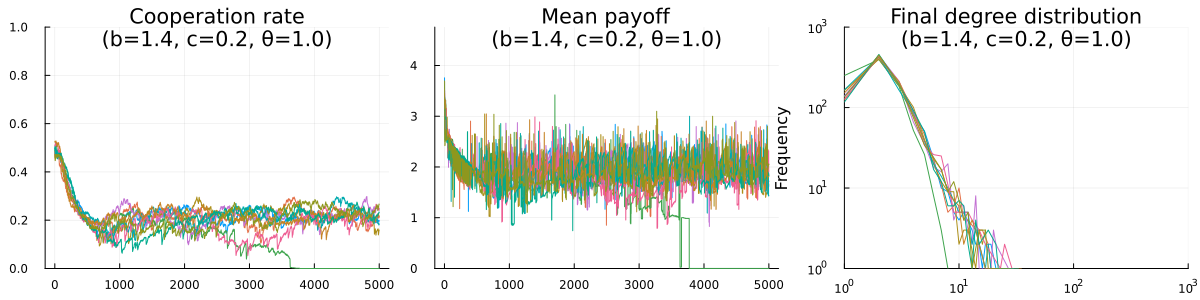 Cooperation rate
(b=1.4, c=0.2, θ=1.0)
1.0
0.8
0.6
0.4
0.2
0.0
0 1000 2000 3000 4000 5000
Mean payoff
(b=1.4, c=0.2, θ=1.0)
4
3
2
1
0
0 1000 2000 3000 4000 5000
Final degree distribution
(b=1.4, c=0.2, θ=1.0)
Frequency
10³
10²
10¹
10⁰
10⁰ 10¹ 10² 10³